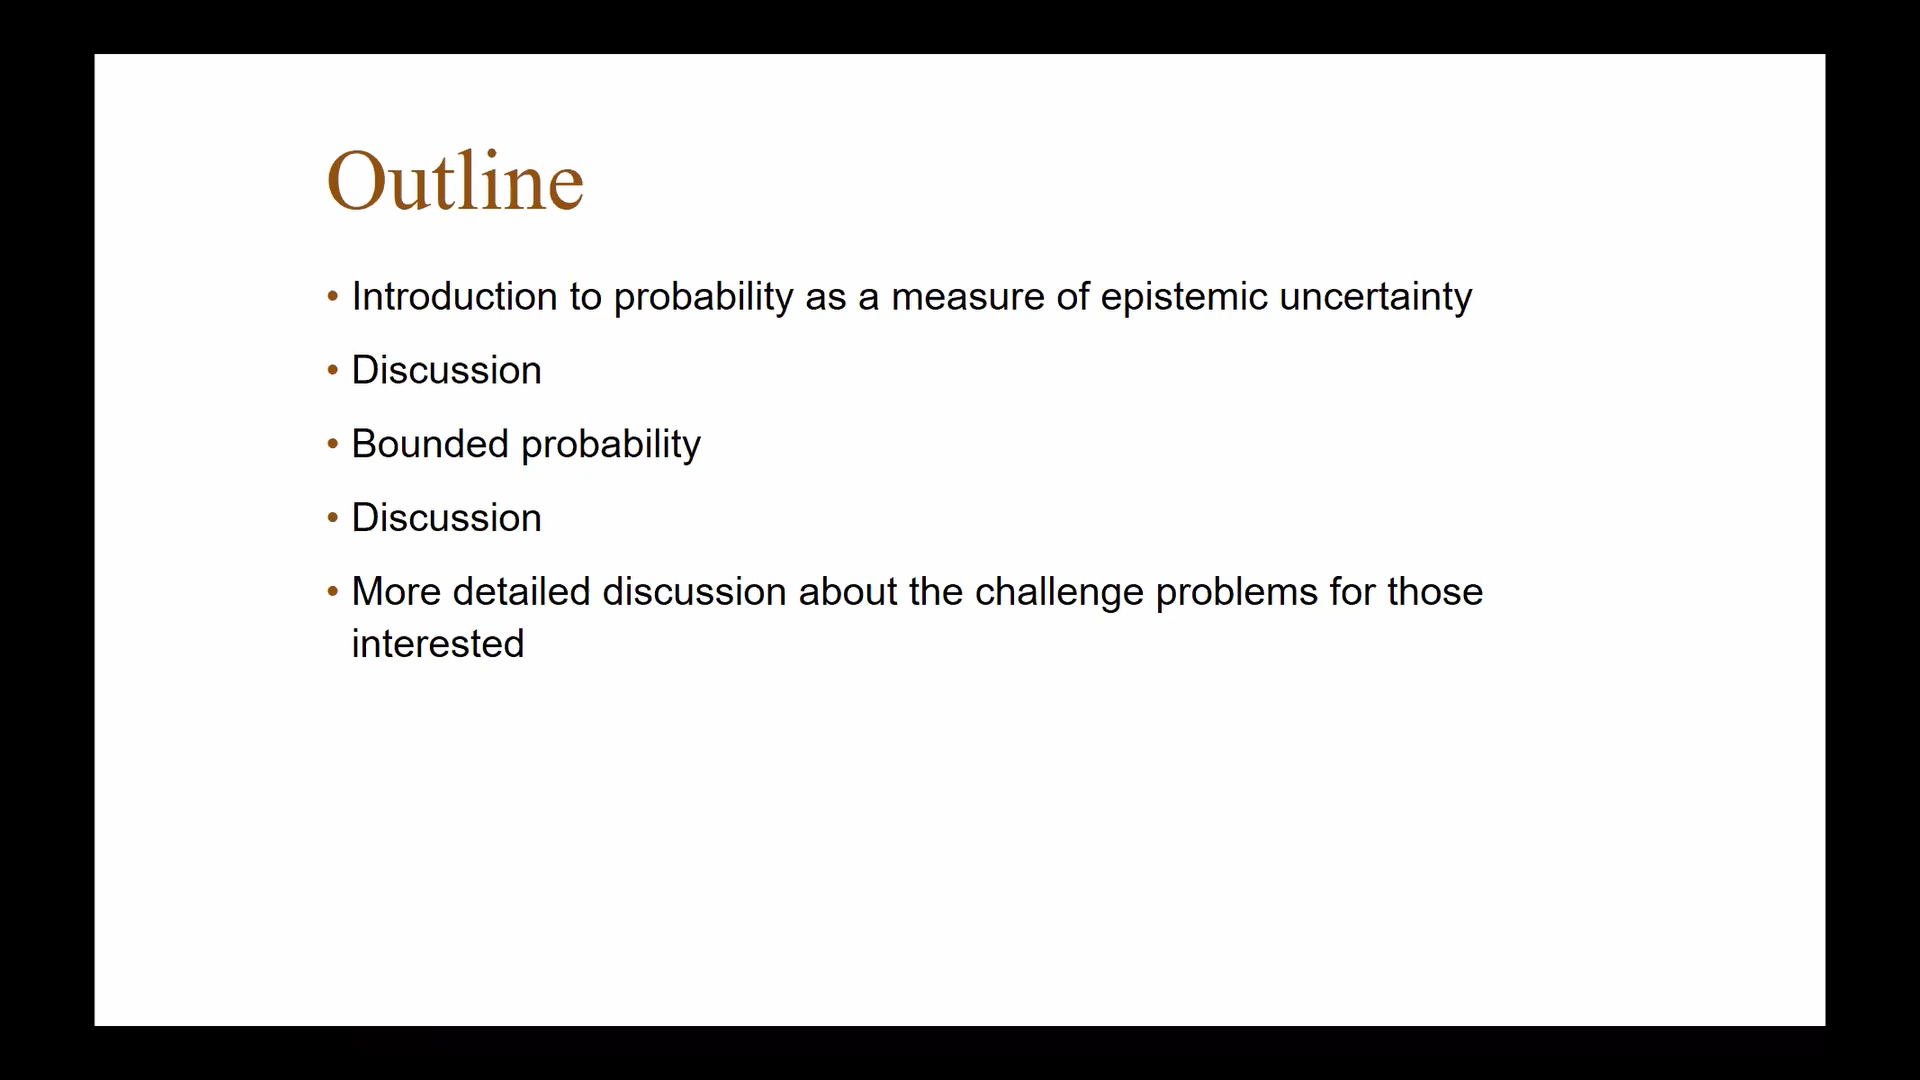 Outline
• Introduction to probability as a measure of epistemic uncertainty
• Discussion
• Bounded probability
• Discussion
• More detailed discussion about the challenge problems for those
interested